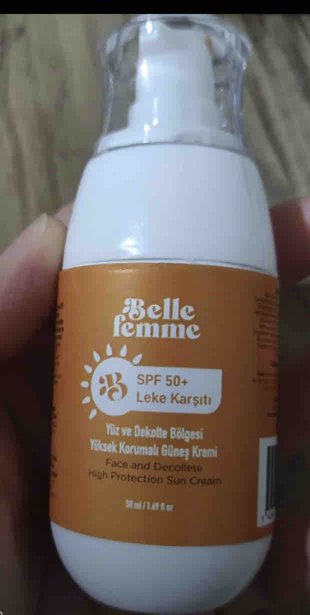 Belle
femme
SPF 50+
Leke Karşıtı
Yüz ve Dekolte Bölgesi
Yüksek Korumalı Güneş Kremi
Face and Decollete
High Protection Sun Cream
50 ml / 1.69 fl oz